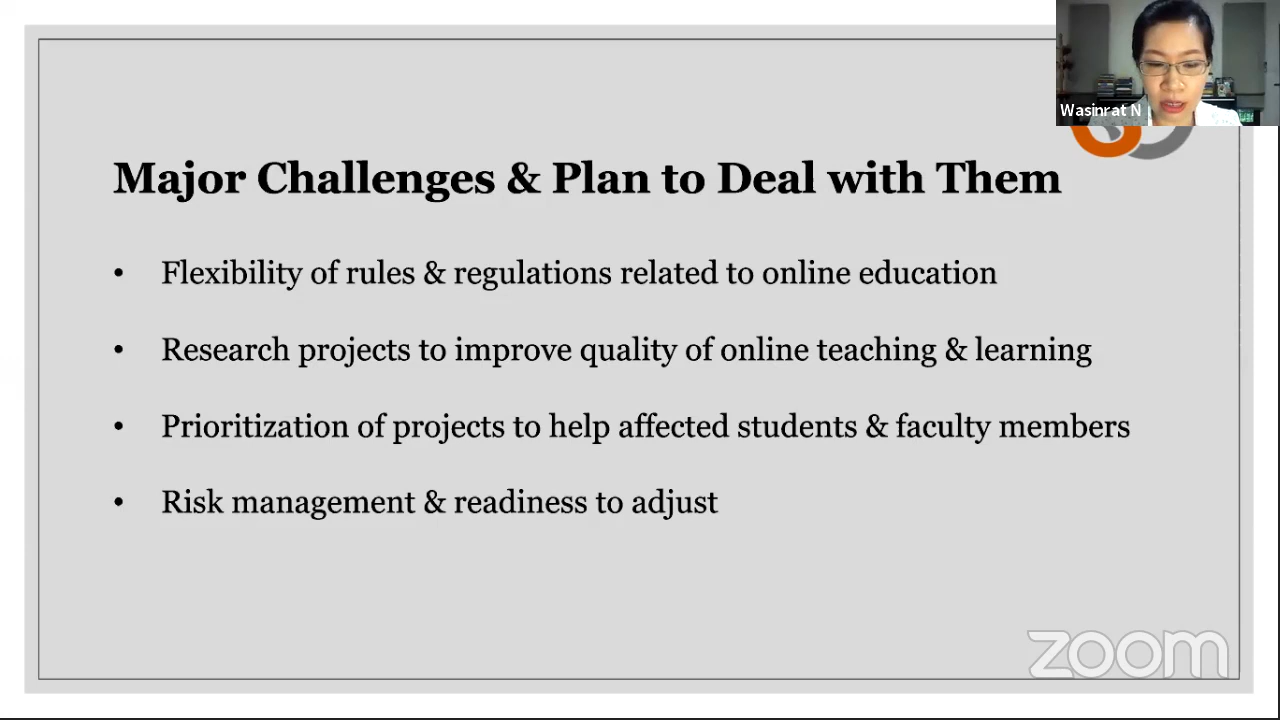 Wasinrat N
Major Challenges & Plan to Deal with Them
• Flexibility of rules & regulations related to online education
• Research projects to improve quality of online teaching & learning
• Prioritization of projects to help affected students & faculty members
• Risk management & readiness to adjust
zoom